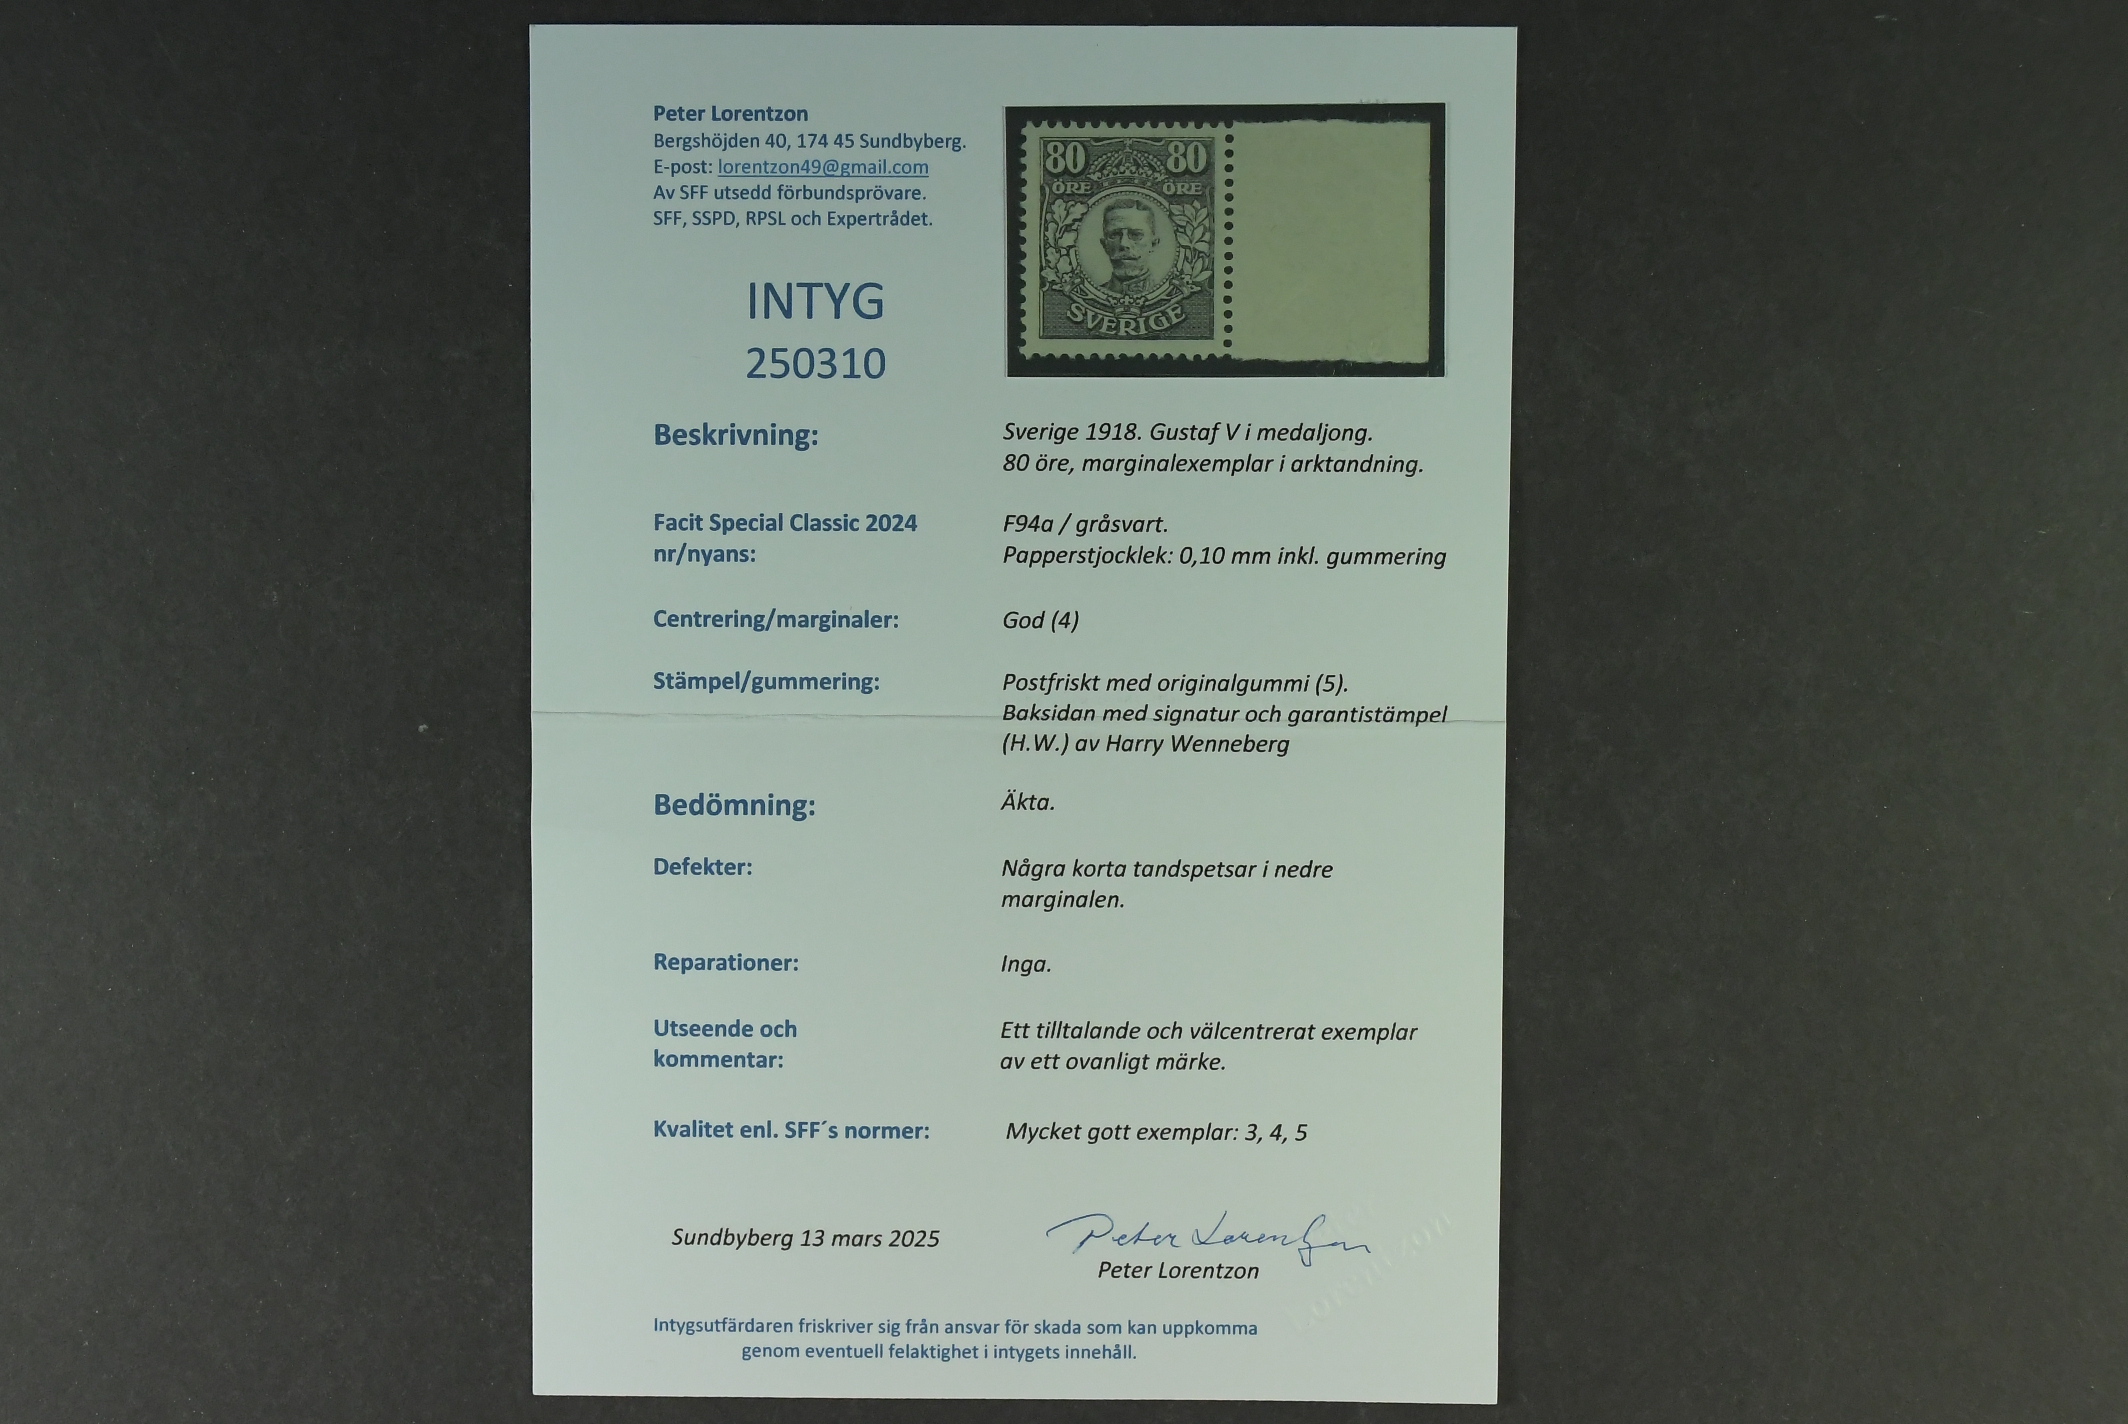 Peter Lorentzon
Bergshöjden 40, 174 45 Sundbyberg.
E-post: lorentzon49@gmail.com
Av SFF utsedd förbundsprövare.
SFF, SSPD, RPSL och Expertrådet.
80 80
ÖRE ÖRE
SVERIGE
INTYG
250310
Beskrivning: Sverige 1918. Gustaf V i medaljong.
80 öre, marginalexemplar i arktandning.
Facit Special Classic 2024 F94a / gråsvart.
nr/nyans: Papperstjocklek: 0,10 mm inkl. gummering
Centrering/marginaler: God (4)
Stämpel/gummering: Postfriskt med originalgummi (5).
Baksidan med signatur och garantistämpel
(H.W.) av Harry Wenneberg
Bedömning: Äkta.
Defekter: Några korta tandspetsar i nedre
marginalen.
Reparationer: Inga.
Utseende och Ett tilltalande och välcentrerat exemplar
kommentar: av ett ovanligt märke.
Kvalitet enl. SFF´s normer: Mycket gott exemplar: 3, 4, 5
Sundbyberg 13 mars 2025
Peter Lorentzon
Peter Lorentzon
Lorentzon
Intygsutfärdaren friskriver sig från ansvar för skada som kan uppkomma
genom eventuell felaktighet i intygets innehåll.